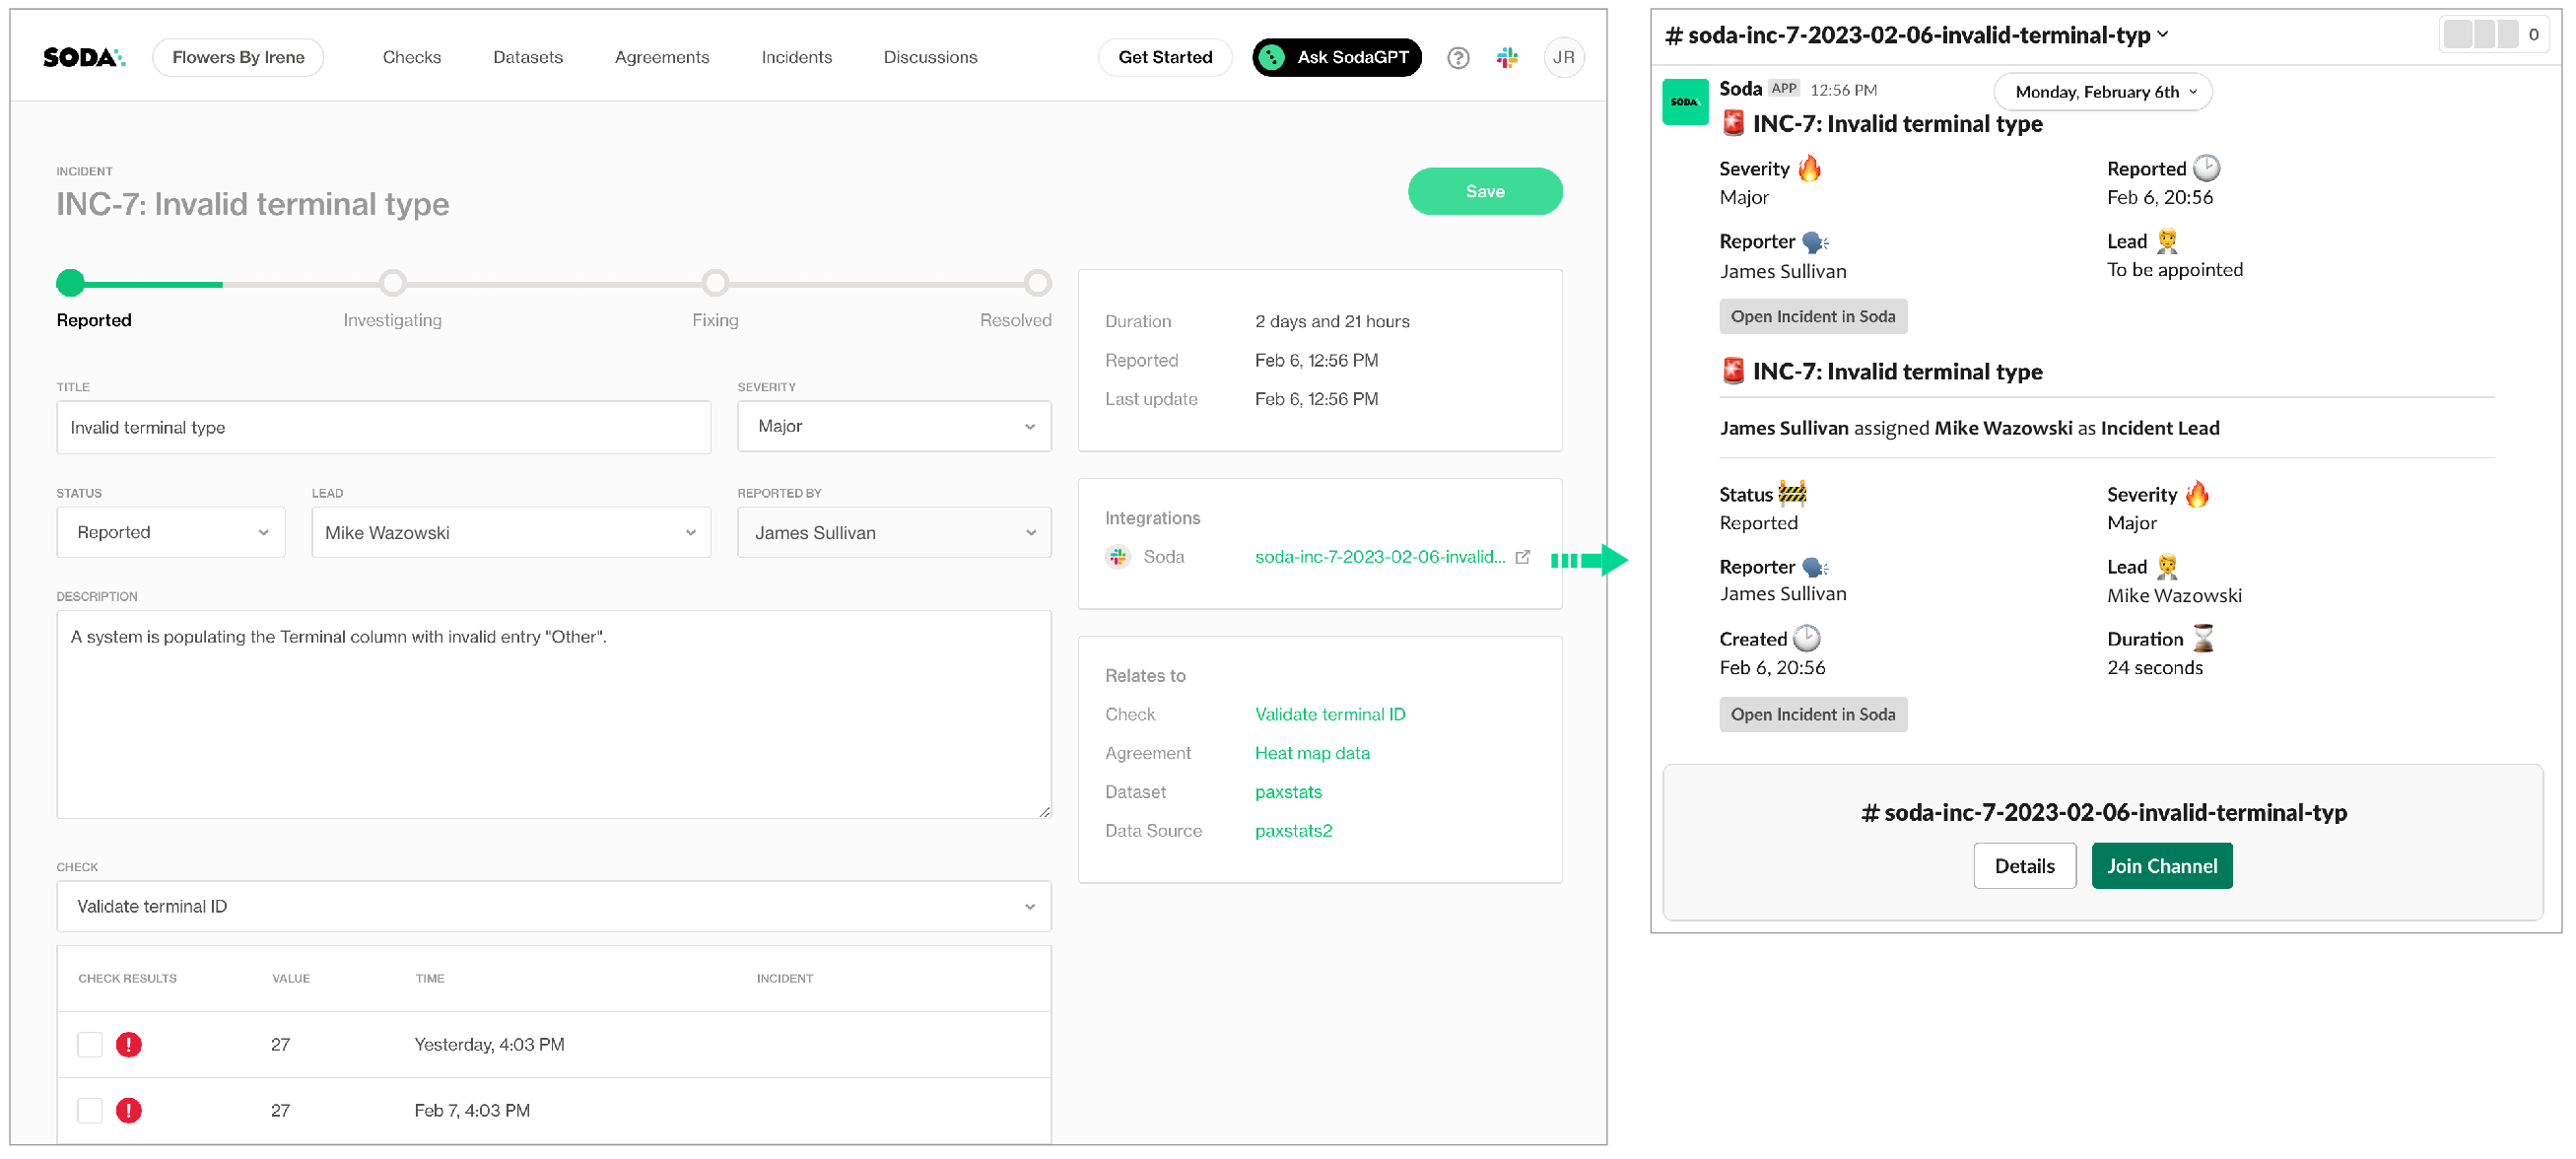 SODA
Flowers By Irene
Checks
Datasets
Agreements
Incidents
Discussions
Get Started
Ask SodaGPT
?
JR
INCIDENT
INC-7: Invalid terminal type
Save
Reported
Investigating
Fixing
Resolved
TITLE
Invalid terminal type
SEVERITY
Major
STATUS
Reported
LEAD
Mike Wazowski
REPORTED BY
James Sullivan
DESCRIPTION
A system is populating the Terminal column with invalid entry "Other".
CHECK
Validate terminal ID
CHECK RESULTS
VALUE
TIME
INCIDENT
!
27
Yesterday, 4:03 PM
!
27
Feb 7, 4:03 PM
Duration
2 days and 21 hours
Reported
Feb 6, 12:56 PM
Last update
Feb 6, 12:56 PM
Integrations
Soda
soda-inc-7-2023-02-06-invalid...
Relates to
Check
Validate terminal ID
Agreement
Heat map data
Dataset
paxstats
Data Source
paxstats2
# soda-inc-7-2023-02-06-invalid-terminal-typ
0
SODA
Soda APP 12:56 PM
Monday, February 6th
INC-7: Invalid terminal type
Severity
Major
Reported
Feb 6, 20:56
Reporter
James Sullivan
Lead
To be appointed
Open Incident in Soda
INC-7: Invalid terminal type
James Sullivan assigned Mike Wazowski as Incident Lead
Status
Reported
Severity
Major
Reporter
James Sullivan
Lead
Mike Wazowski
Created
Feb 6, 20:56
Duration
24 seconds
Open Incident in Soda
# soda-inc-7-2023-02-06-invalid-terminal-typ
Details
Join Channel